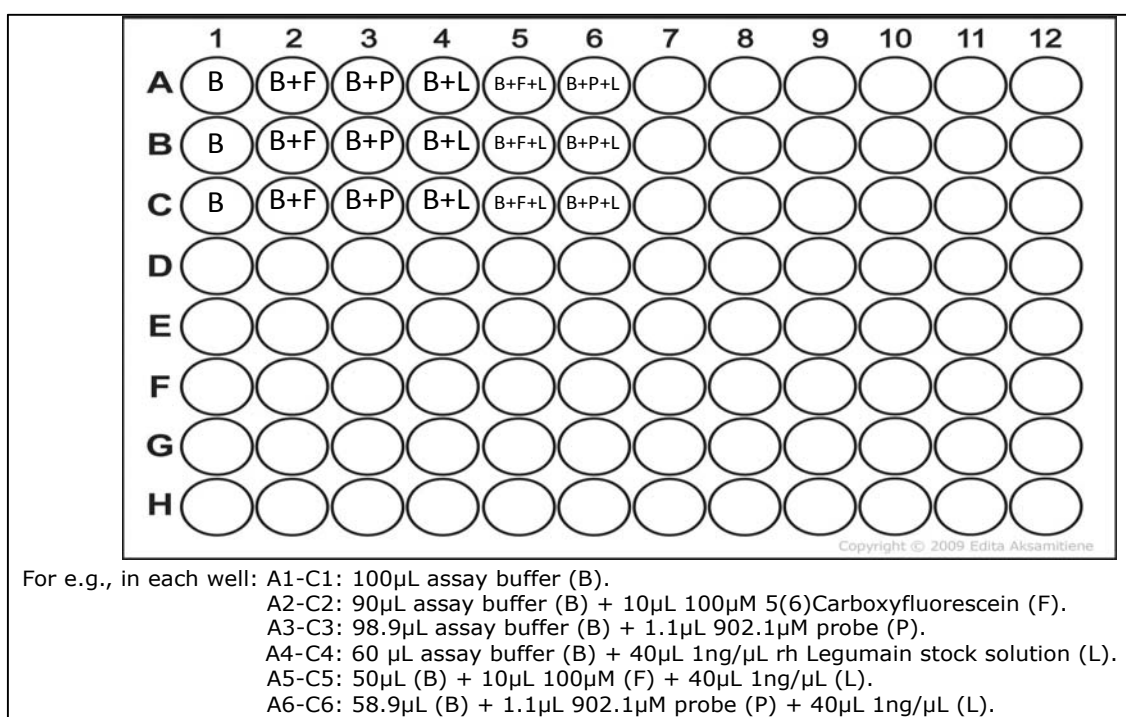 1 2 3 4 5 6 7 8 9 10 11 12
A B B+F B+P B+L B+F+L B+P+L
B B B+F B+P B+L B+F+L B+P+L
C B B+F B+P B+L B+F+L B+P+L
D
E
F
G
H
Copyright © 2009 Edita Aksamitiene
For e.g., in each well: A1-C1: 100µL assay buffer (B).
A2-C2: 90µL assay buffer (B) + 10µL 100µM 5(6)Carboxyfluorescein (F).
A3-C3: 98.9µL assay buffer (B) + 1.1µL 902.1µM probe (P).
A4-C4: 60 µL assay buffer (B) + 40µL 1ng/µL rh Legumain stock solution (L).
A5-C5: 50µL (B) + 10µL 100µM (F) + 40µL 1ng/µL (L).
A6-C6: 58.9µL (B) + 1.1µL 902.1µM probe (P) + 40µL 1ng/µL (L).